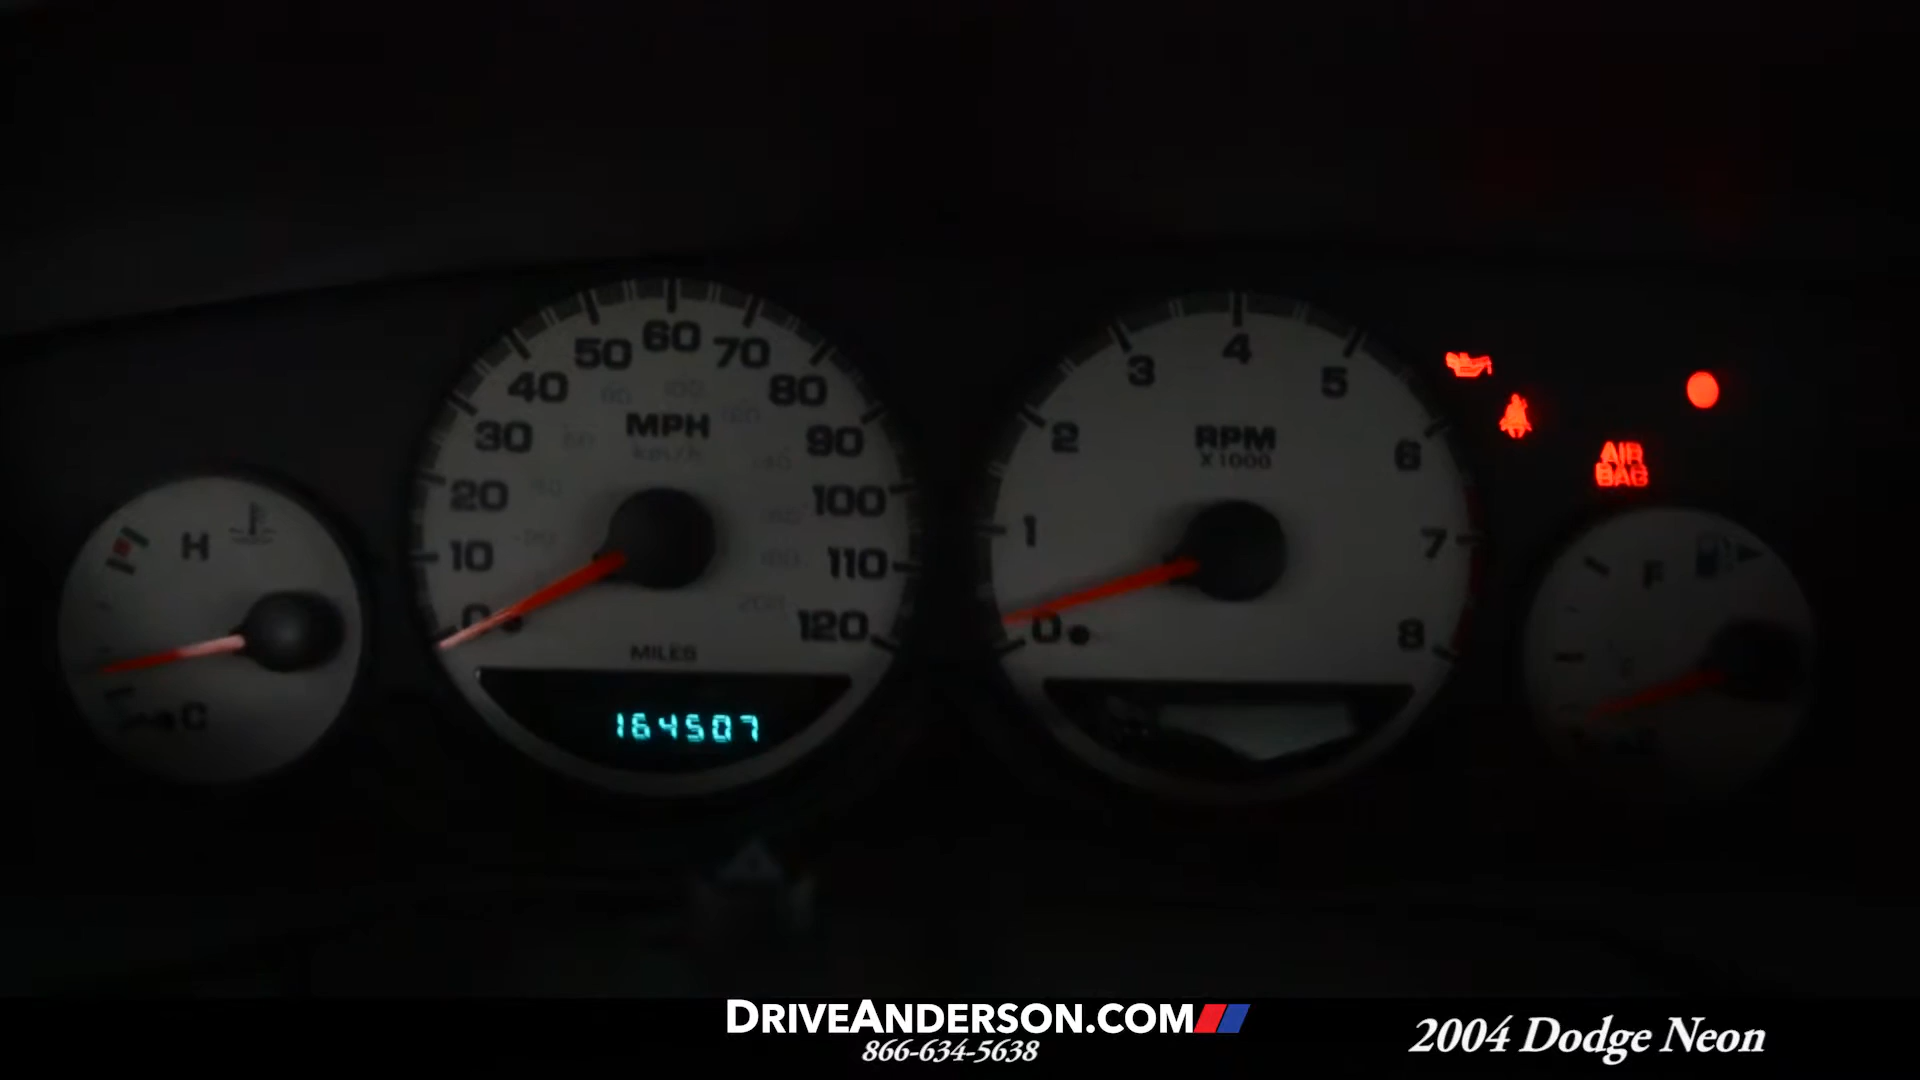 50 60 70
40 80
30 MPH 90
km/h
20 100
10 110
0 120
MILES
164507
3 4 5
2 6
RPM
X1000
1 7
0 8
H
C
AIR
BAG
F
DRIVEANDERSON.COM
866-634-5638
2004 Dodge Neon